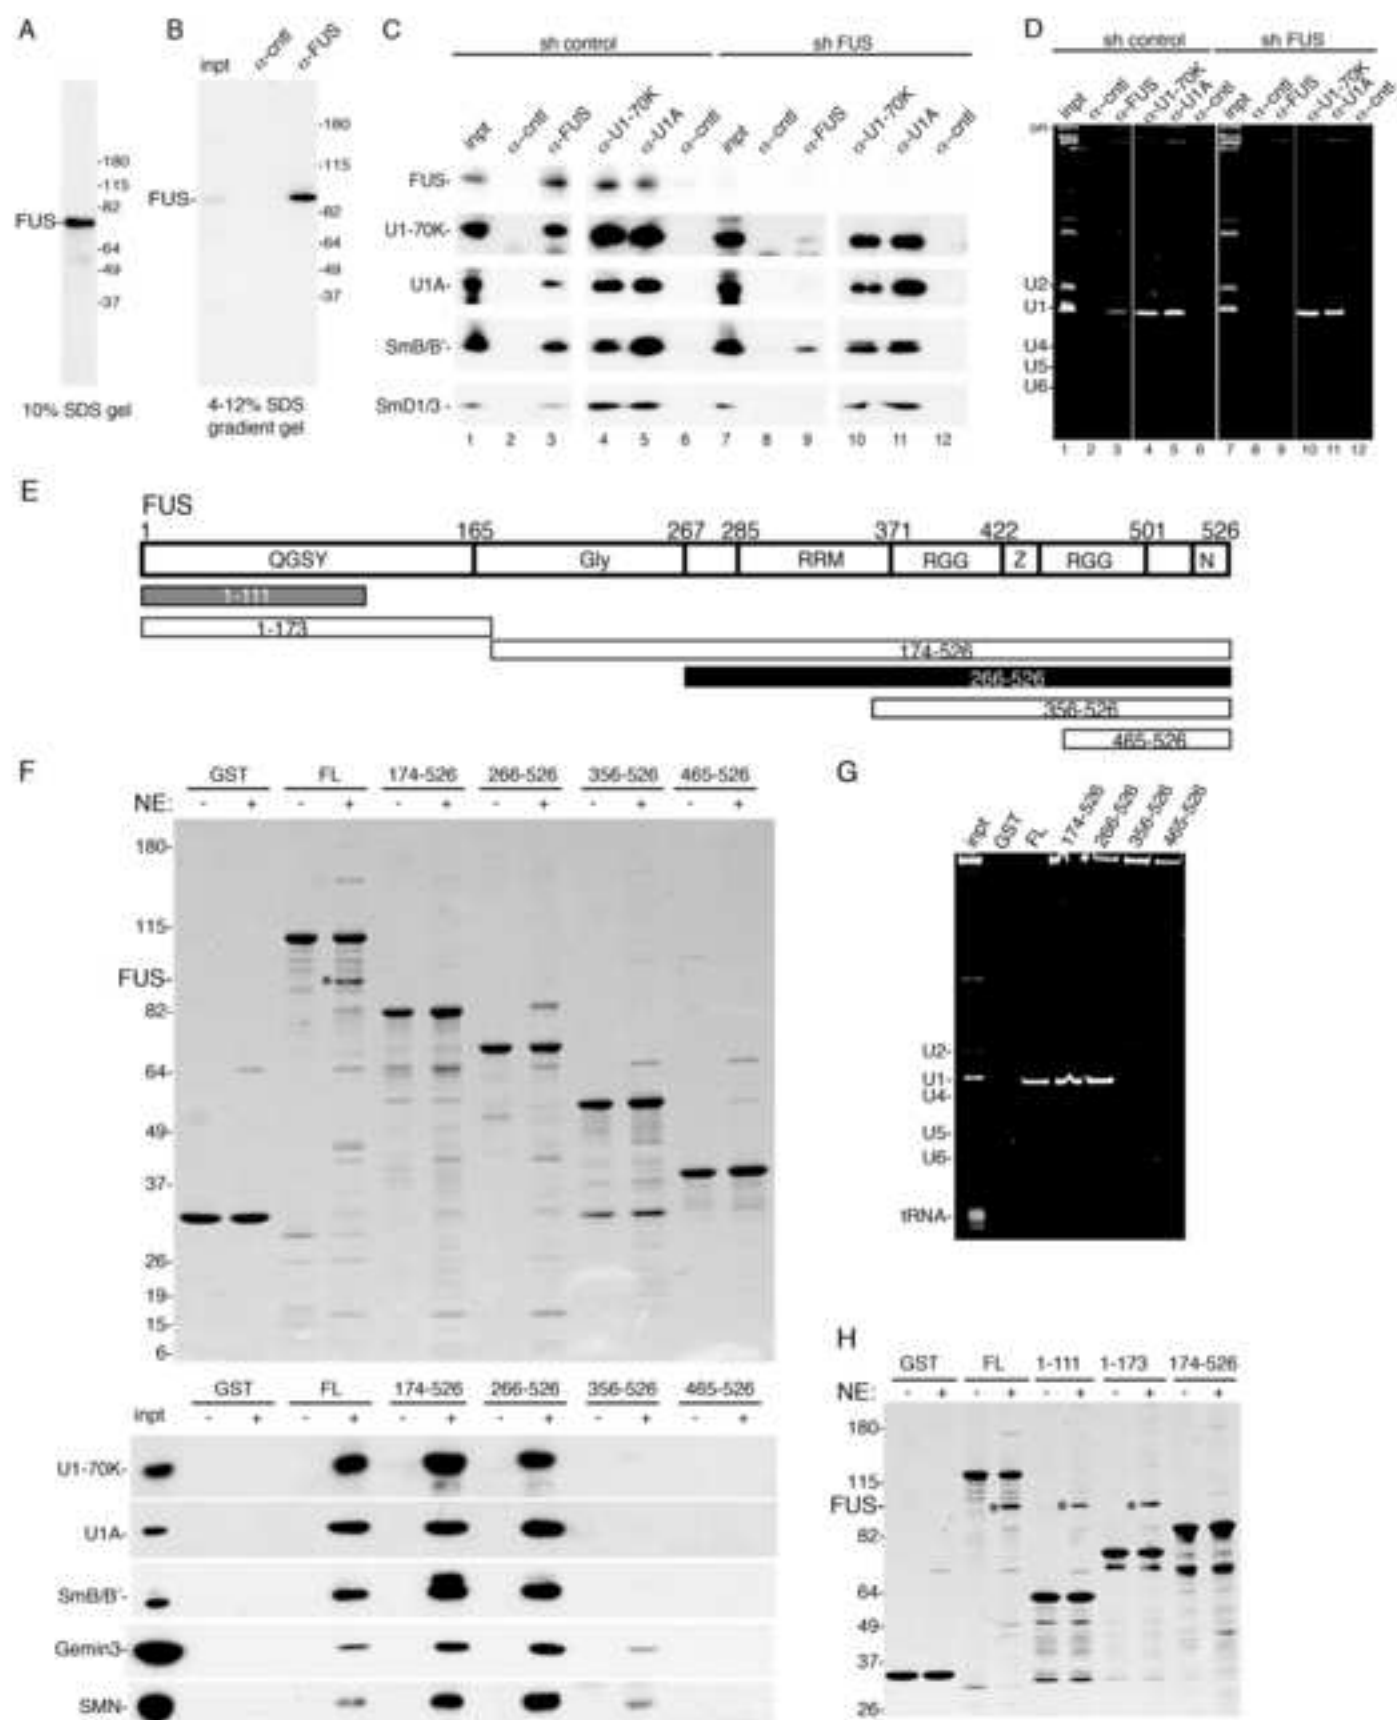 A
FUS-
-180
-115
-82
-64
-49
-37
10% SDS gel
B
inpt
α-cntl
α-FUS
FUS-
-180
-115
-82
-64
-49
-37
4-12% SDS
gradient gel
C
sh control
sh FUS
inpt α-cntl α-FUS α-U1-70K α-U1A α-cntl inpt α-cntl α-FUS α-U1-70K α-U1A α-cntl
FUS-
U1-70K-
U1A-
SmB/B'-
SmD1/3 -
1 2 3 4 5 6 7 8 9 10 11 12
D
sh control
sh FUS
inpt α-cntl α-FUS α-U1-70K α-U1A α-cntl inpt α-cntl α-FUS α-U1-70K α-U1A α-cntl
U2-
U1-
U4-
U5-
U6-
1 2 3 4 5 6 7 8 9 10 11 12
E
FUS
1 165 267 285 371 422 501 526
QGSY Gly RRM RGG Z RGG N
1-111
1-173
174-526
266-526
356-526
465-526
F
GST FL 174-526 266-526 356-526 465-526
NE: - + - + - + - + - + - +
180-
115-
FUS-
82-
64-
49-
37-
26-
19-
15-
6-
GST FL 174-526 266-526 356-526 465-526
inpt - + - + - + - + - + - +
U1-70K-
U1A-
SmB/B'-
Gemin3-
SMN-
G
inpt GST FL 174-526 266-526 356-526 465-526
U2-
U1-
U4-
U5-
U6-
tRNA-
H
GST FL 1-111 1-173 174-526
NE: - + - + - + - + - +
180-
115-
FUS-
82-
64-
49-
37-
26-